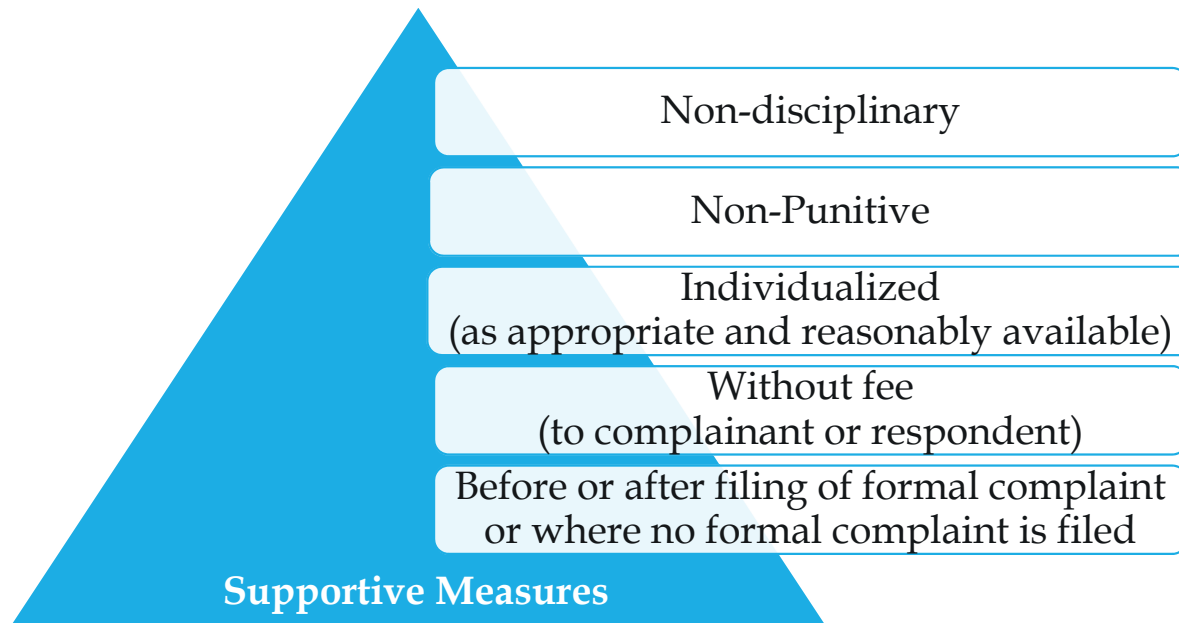 Non-disciplinary
Non-Punitive
Individualized
(as appropriate and reasonably available)
Without fee
(to complainant or respondent)
Before or after filing of formal complaint
or where no formal complaint is filed
Supportive Measures